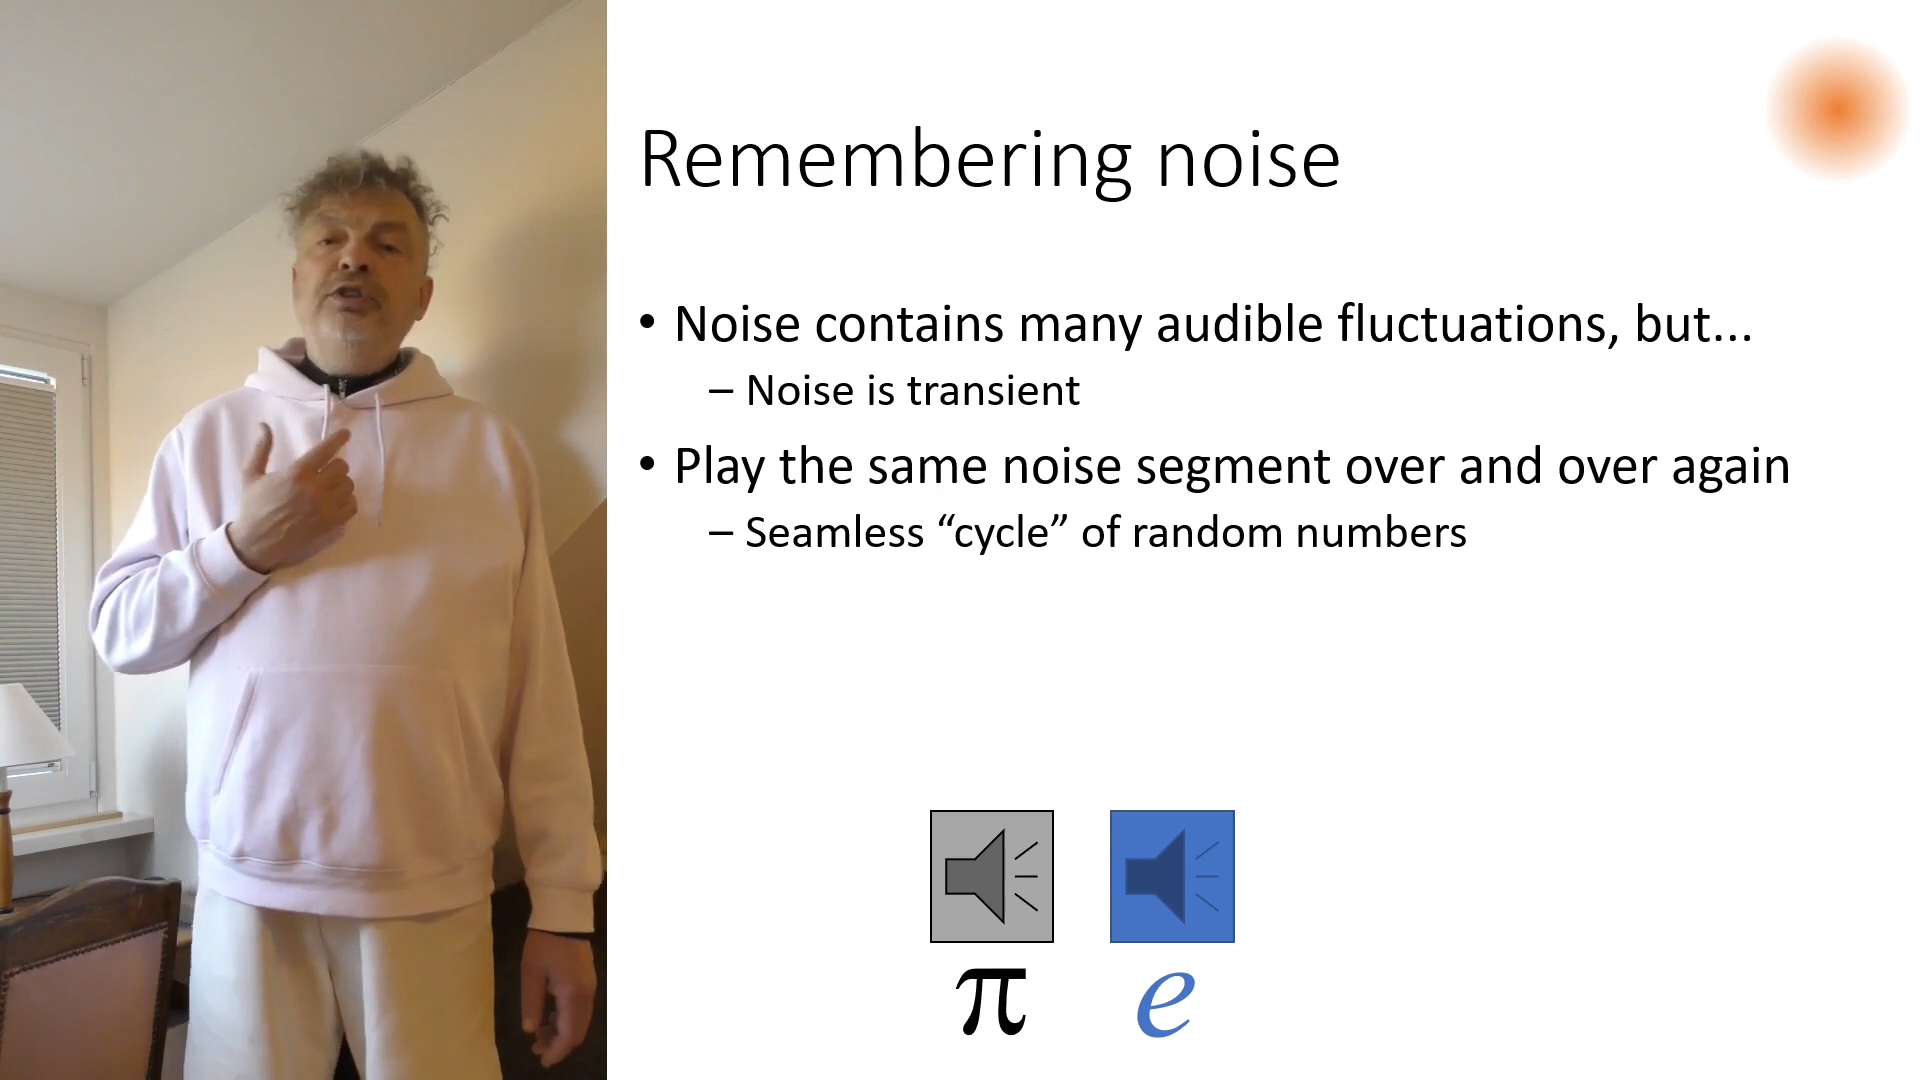 Remembering noise
• Noise contains many audible fluctuations, but...
– Noise is transient
• Play the same noise segment over and over again
– Seamless “cycle” of random numbers
π e